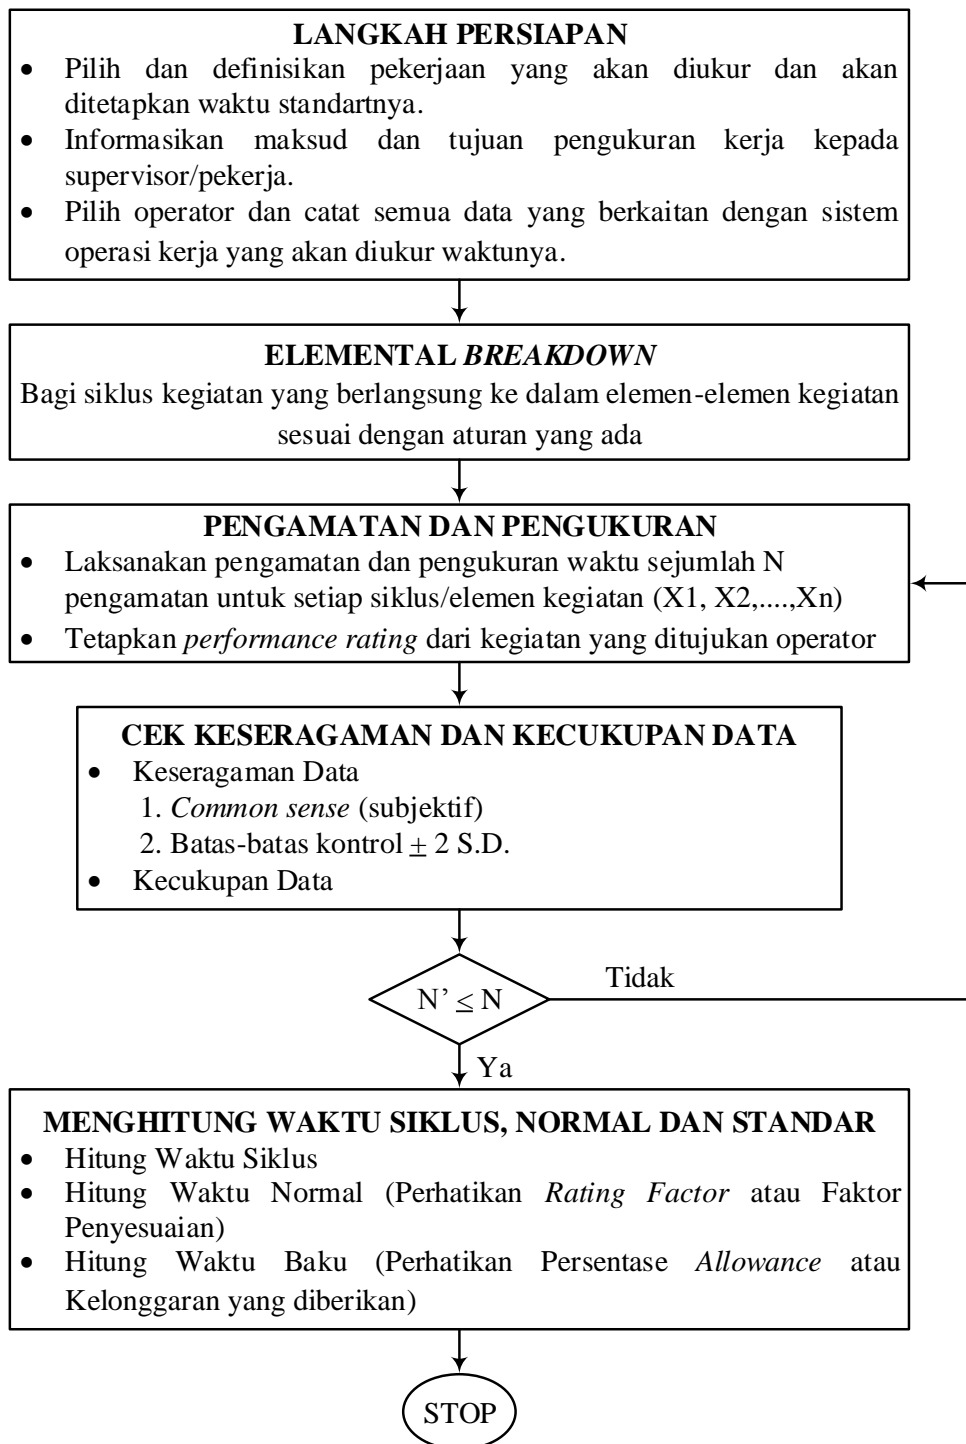 LANGKAH PERSIAPAN
• Pilih dan definisikan pekerjaan yang akan diukur dan akan
ditetapkan waktu standartnya.
• Informasikan maksud dan tujuan pengukuran kerja kepada
supervisor/pekerja.
• Pilih operator dan catat semua data yang berkaitan dengan sistem
operasi kerja yang akan diukur waktunya.
ELEMENTAL BREAKDOWN
Bagi siklus kegiatan yang berlangsung ke dalam elemen-elemen kegiatan
sesuai dengan aturan yang ada
PENGAMATAN DAN PENGUKURAN
• Laksanakan pengamatan dan pengukuran waktu sejumlah N
pengamatan untuk setiap siklus/elemen kegiatan (X1, X2,....,Xn)
• Tetapkan performance rating dari kegiatan yang ditujukan operator
CEK KESERAGAMAN DAN KECUKUPAN DATA
• Keseragaman Data
1. Common sense (subjektif)
2. Batas-batas kontrol ± 2 S.D.
• Kecukupan Data
N’ ≤ N
Tidak
Ya
MENGHITUNG WAKTU SIKLUS, NORMAL DAN STANDAR
• Hitung Waktu Siklus
• Hitung Waktu Normal (Perhatikan Rating Factor atau Faktor
Penyesuaian)
• Hitung Waktu Baku (Perhatikan Persentase Allowance atau
Kelonggaran yang diberikan)
STOP